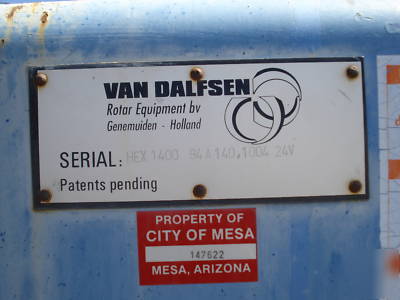 VAN DALFSEN
Rotar Equipment bv
Genemuiden - Holland
SERIAL: HEX 1400 94 A 140,1004 24V
Patents pending
PROPERTY OF
CITY OF MESA
147622
MESA, ARIZONA